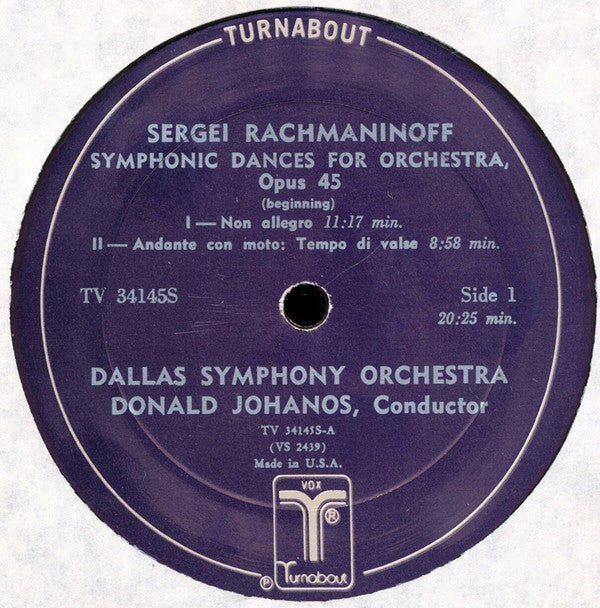 TURNABOUT
SERGEI RACHMANINOFF
SYMPHONIC DANCES FOR ORCHESTRA,
Opus 45
(beginning)
I — Non allegro 11:17 min.
II — Andante con moto: Tempo di valse 8:58 min.
TV 34145S
Side 1
20:25 min.
DALLAS SYMPHONY ORCHESTRA
DONALD JOHANOS, Conductor
TV 34145S-A
(VS 2439)
Made in U.S.A.
VOX
T®
℗ Turnabout